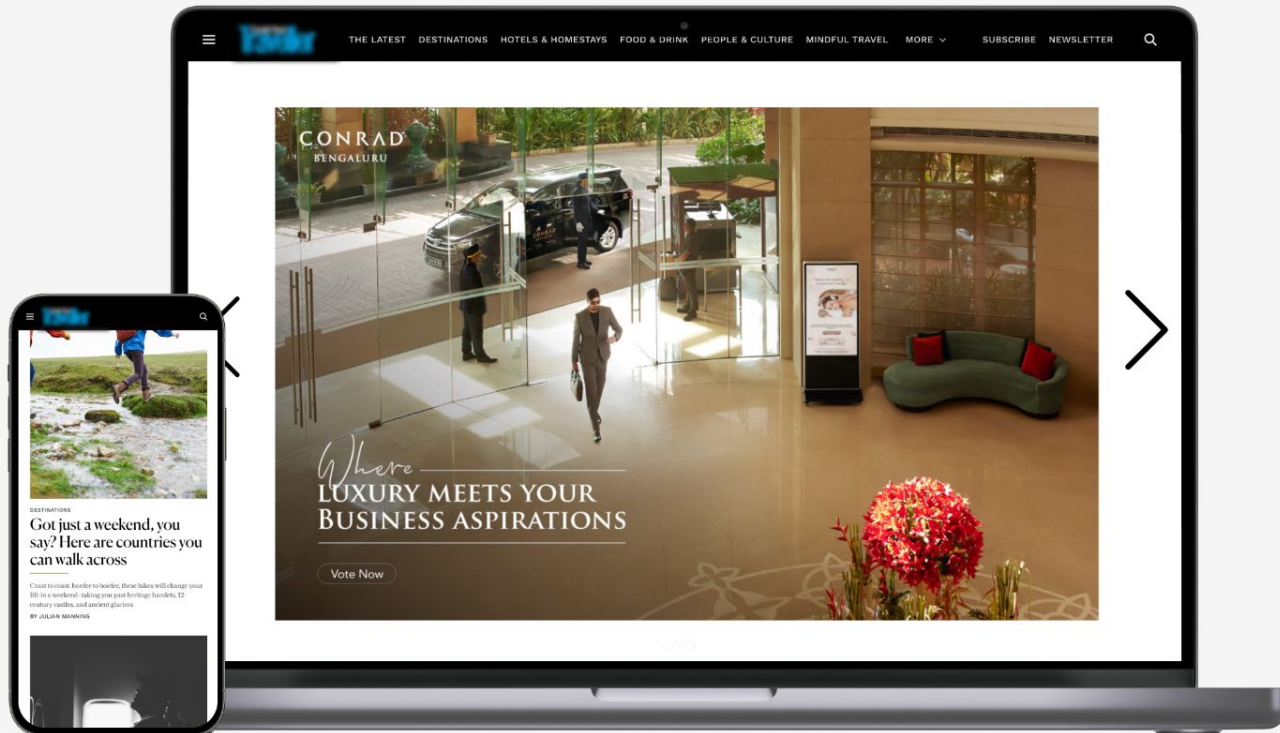 Traveller
THE LATEST
DESTINATIONS
HOTELS & HOMESTAYS
FOOD & DRINK
PEOPLE & CULTURE
MINDFUL TRAVEL
MORE
SUBSCRIBE
NEWSLETTER
CONRAD
BENGALURU
CONRAD
Where
LUXURY MEETS YOUR
BUSINESS ASPIRATIONS
Vote Now
DESTINATIONS
Got just a weekend, you
say? Here are countries you
can walk across
Coast to coast, border to border, these hikes will change your
life in a weekend–taking you past heritage hamlets, 12-
century castles, and ancient glaciers
BY JULIAN MANNING